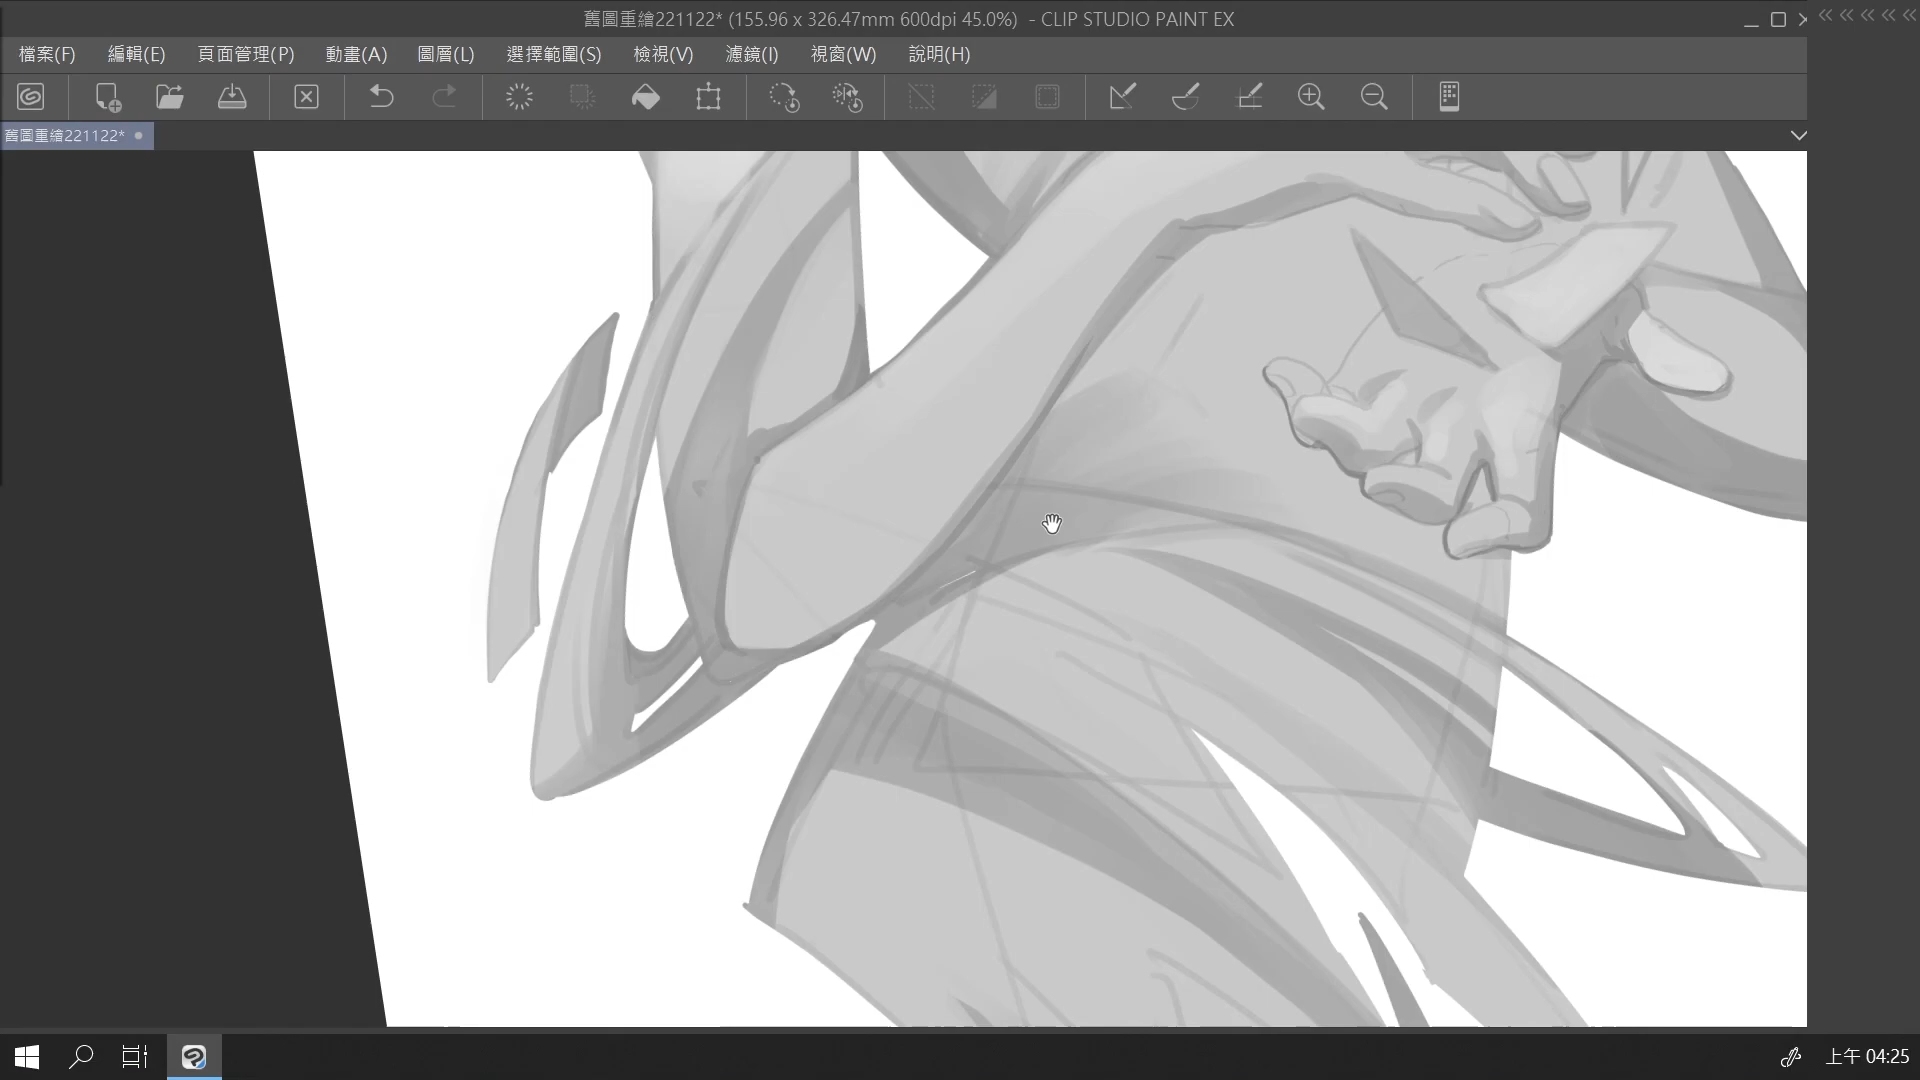 舊圖重繪221122* (155.96 x 326.47mm 600dpi 45.0%) - CLIP STUDIO PAINT EX
檔案(F) 編輯(E) 頁面管理(P) 動畫(A) 圖層(L) 選擇範圍(S) 檢視(V) 濾鏡(I) 視窗(W) 說明(H)
舊圖重繪221122*
上午 04:25